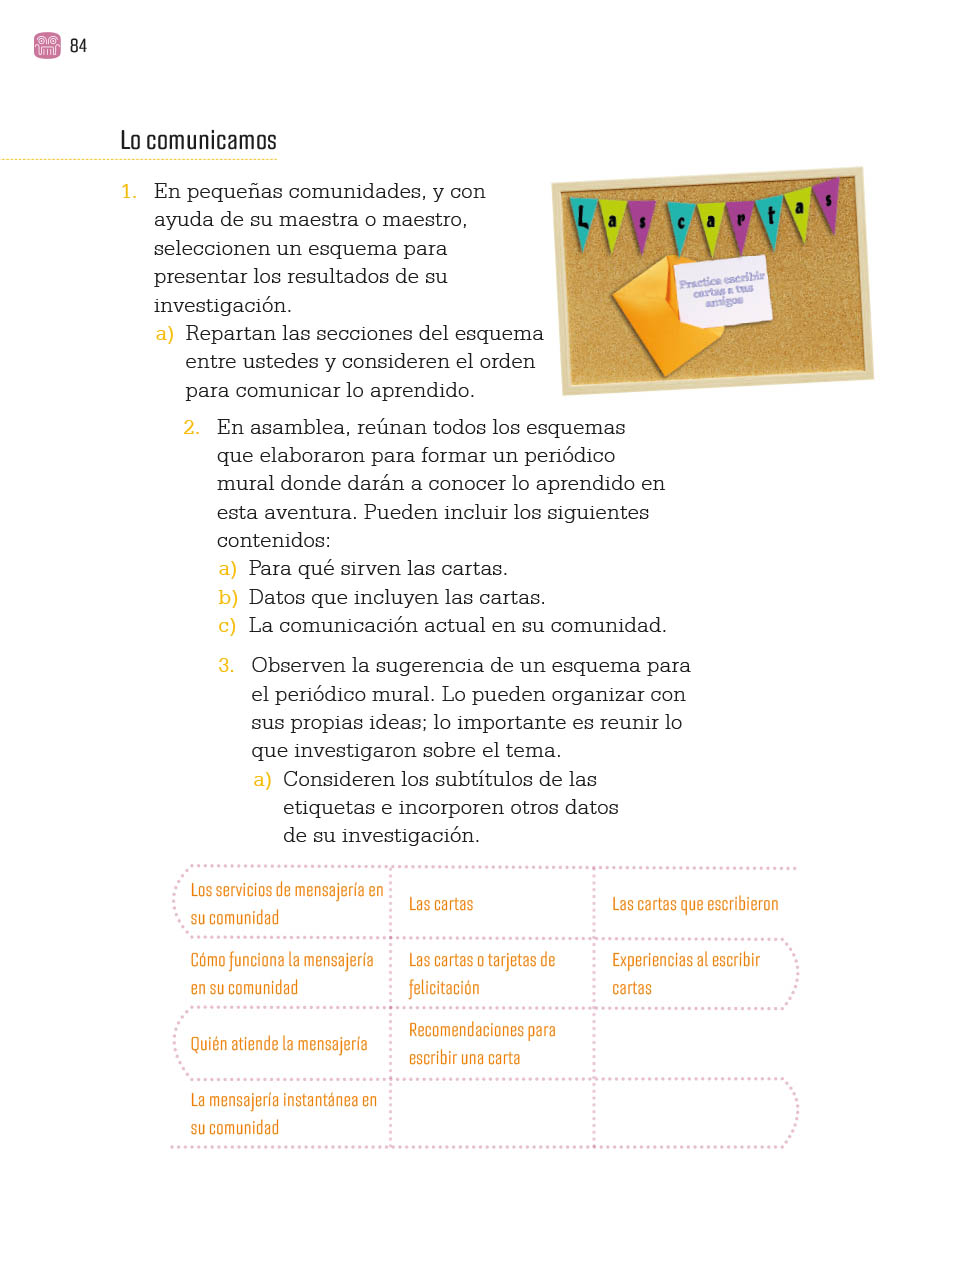 84
Lo comunicamos
1. En pequeñas comunidades, y con
ayuda de su maestra o maestro,
seleccionen un esquema para
presentar los resultados de su
investigación.
a) Repartan las secciones del esquema
entre ustedes y consideren el orden
para comunicar lo aprendido.
Las cartas
Practica escribir
cartas a tus
amigos
2. En asamblea, reúnan todos los esquemas
que elaboraron para formar un periódico
mural donde darán a conocer lo aprendido en
esta aventura. Pueden incluir los siguientes
contenidos:
a) Para qué sirven las cartas.
b) Datos que incluyen las cartas.
c) La comunicación actual en su comunidad.
3. Observen la sugerencia de un esquema para
el periódico mural. Lo pueden organizar con
sus propias ideas; lo importante es reunir lo
que investigaron sobre el tema.
a) Consideren los subtítulos de las
etiquetas e incorporen otros datos
de su investigación.
Los servicios de mensajería en
su comunidad
Las cartas
Las cartas que escribieron
Cómo funciona la mensajería
en su comunidad
Las cartas o tarjetas de
felicitación
Experiencias al escribir
cartas
Quién atiende la mensajería
Recomendaciones para
escribir una carta
La mensajería instantánea en
su comunidad